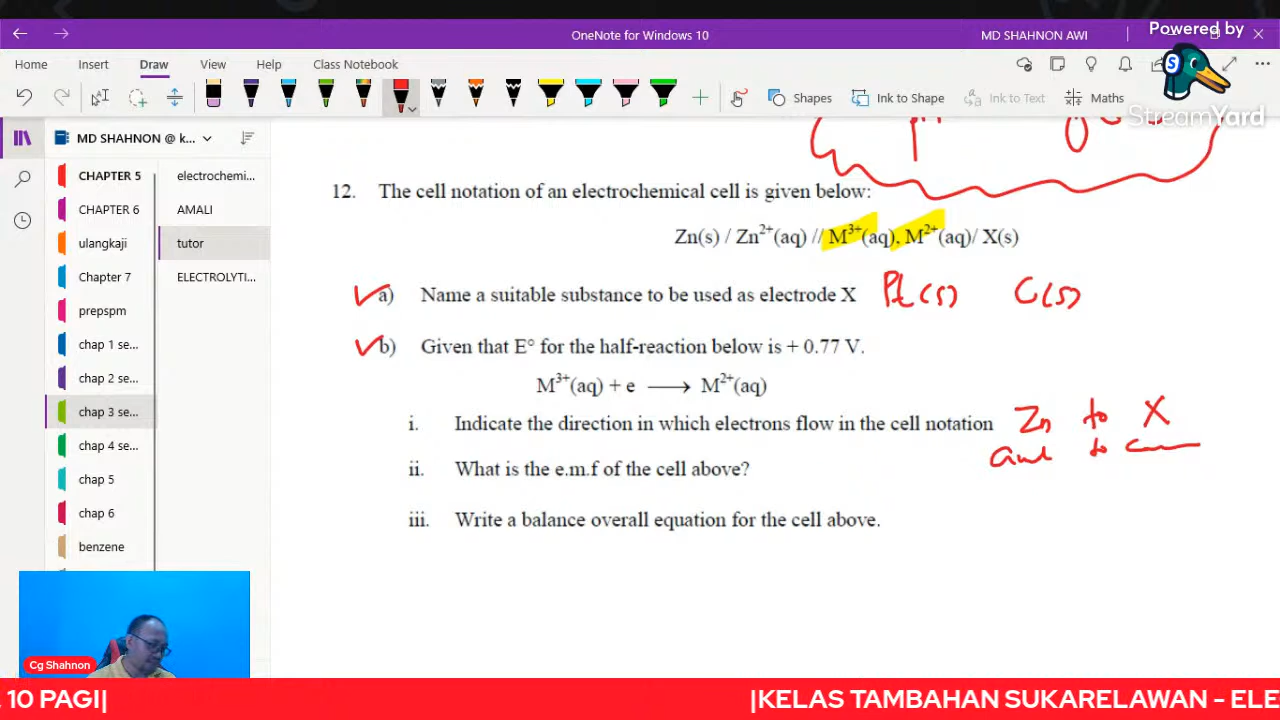 OneNote for Windows 10
MD SHAHNON AWI
Powered by
StreamYard
Home Insert Draw View Help Class Notebook
Shapes Ink to Shape Ink to Text Maths
MD SHAHNON @ k...
CHAPTER 5
CHAPTER 6
ulangkaji
Chapter 7
prepspm
chap 1 se...
chap 2 se...
chap 3 se...
chap 4 se...
chap 5
chap 6
benzene
electrochemi...
AMALI
tutor
ELECTROLYTI...
12. The cell notation of an electrochemical cell is given below:
Zn(s) / Zn²⁺(aq) // M³⁺(aq), M²⁺(aq)/ X(s)
a) Name a suitable substance to be used as electrode X Pt (s) C(s)
b) Given that E° for the half-reaction below is + 0.77 V.
M³⁺(aq) + e ⟶ M²⁺(aq)
i. Indicate the direction in which electrons flow in the cell notation Zn to X
to
ii. What is the e.m.f of the cell above?
iii. Write a balance overall equation for the cell above.
Cg Shahnon
10 PAGI| |KELAS TAMBAHAN SUKARELAWAN - ELE